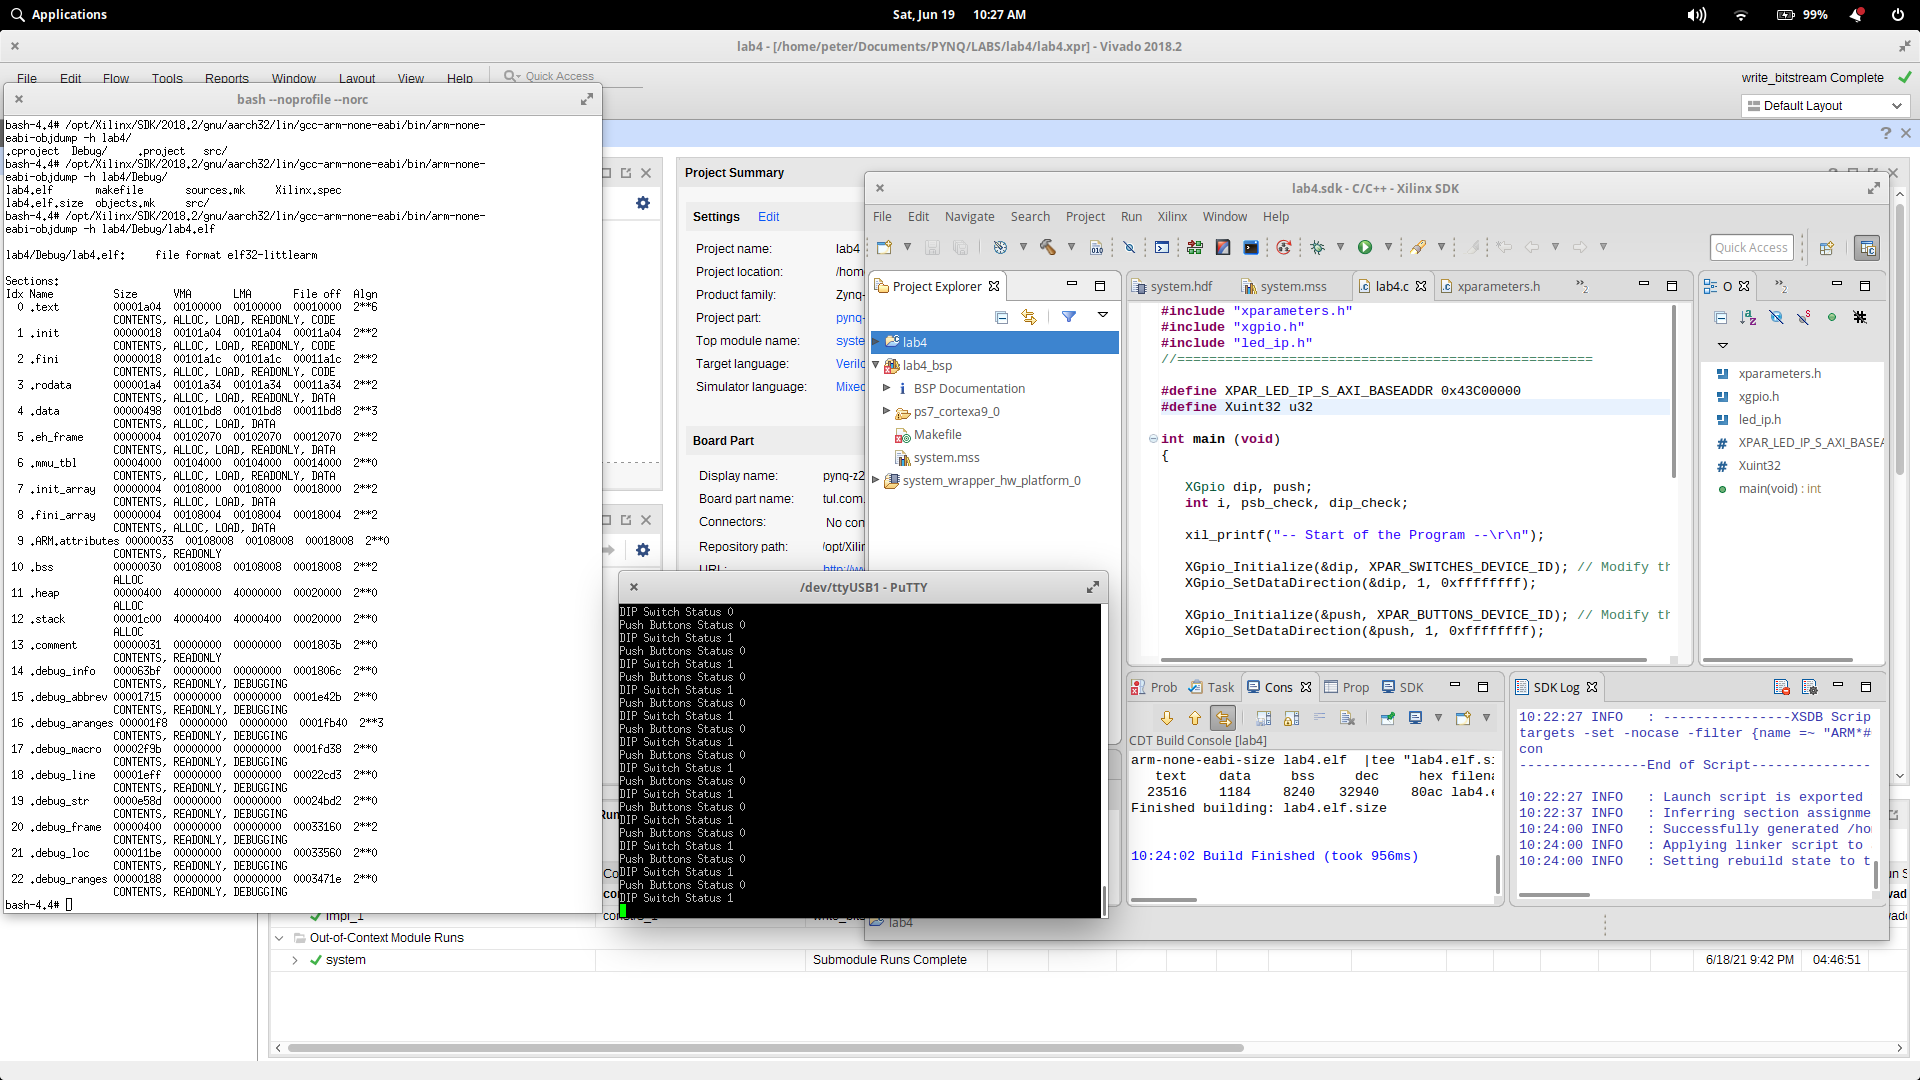 Applications
Sat, Jun 19 10:27 AM
99%
lab4 - [/home/peter/Documents/PYNQ/LABS/lab4/lab4.xpr] - Vivado 2018.2
File Edit Flow Tools Reports Window Layout View Help Quick Access
write_bitstream Complete
Default Layout
bash --noprofile --norc
bash-4.4# /opt/Xilinx/SDK/2018.2/gnu/aarch32/lin/gcc-arm-none-eabi/bin/arm-none-
eabi-objdump -h lab4/
.cproject Debug/ .project src/
bash-4.4# /opt/Xilinx/SDK/2018.2/gnu/aarch32/lin/gcc-arm-none-eabi/bin/arm-none-
eabi-objdump -h lab4/Debug/
lab4.elf makefile sources.mk Xilinx.spec
lab4.elf.size objects.mk src/
bash-4.4# /opt/Xilinx/SDK/2018.2/gnu/aarch32/lin/gcc-arm-none-eabi/bin/arm-none-
eabi-objdump -h lab4/Debug/lab4.elf
lab4/Debug/lab4.elf: file format elf32-littlearm
Sections:
Idx Name Size VMA LMA File off Algn
0 .text 00001a04 00100000 00100000 00010000 2**6
CONTENTS, ALLOC, LOAD, READONLY, CODE
1 .init 00000018 00101a04 00101a04 00011a04 2**2
CONTENTS, ALLOC, LOAD, READONLY, CODE
2 .fini 00000018 00101a1c 00101a1c 00011a1c 2**2
CONTENTS, ALLOC, LOAD, READONLY, CODE
3 .rodata 000001a4 00101a34 00101a34 00011a34 2**2
CONTENTS, ALLOC, LOAD, READONLY, DATA
4 .data 00000498 00101bd8 00101bd8 00011bd8 2**3
CONTENTS, ALLOC, LOAD, DATA
5 .eh_frame 00000004 00102070 00102070 00012070 2**2
CONTENTS, ALLOC, LOAD, READONLY, DATA
6 .mmu_tbl 00004000 00104000 00104000 00014000 2**0
CONTENTS, ALLOC, LOAD, READONLY, DATA
7 .init_array 00000004 00108000 00108000 00018000 2**2
CONTENTS, ALLOC, LOAD, DATA
8 .fini_array 00000004 00108004 00108004 00018004 2**2
CONTENTS, ALLOC, LOAD, DATA
9 .ARM.attributes 00000033 00108008 00108008 00018008 2**0
CONTENTS, READONLY
10 .bss 00000030 00108008 00108008 00018008 2**2
ALLOC
11 .heap 00000400 40000000 40000000 00020000 2**0
ALLOC
12 .stack 00001c00 40000400 40000400 00020000 2**0
ALLOC
13 .comment 00000031 00000000 00000000 0001803b 2**0
CONTENTS, READONLY
14 .debug_info 000063bf 00000000 00000000 0001806c 2**0
CONTENTS, READONLY, DEBUGGING
15 .debug_abbrev 00001715 00000000 00000000 0001e42b 2**0
CONTENTS, READONLY, DEBUGGING
16 .debug_aranges 000001f8 00000000 00000000 0001fb40 2**3
CONTENTS, READONLY, DEBUGGING
17 .debug_macro 00002f9b 00000000 00000000 0001fd38 2**0
CONTENTS, READONLY, DEBUGGING
18 .debug_line 00001eff 00000000 00000000 00022cd3 2**0
CONTENTS, READONLY, DEBUGGING
19 .debug_str 0000e58d 00000000 00000000 00024bd2 2**0
CONTENTS, READONLY, DEBUGGING
20 .debug_frame 00000400 00000000 00000000 00033160 2**2
CONTENTS, READONLY, DEBUGGING
21 .debug_loc 000011be 00000000 00000000 00033560 2**0
CONTENTS, READONLY, DEBUGGING
22 .debug_ranges 00000188 00000000 00000000 0003471e 2**0
CONTENTS, READONLY, DEBUGGING
bash-4.4#
Project Summary
Settings Edit
Project name: lab4
Project location: /hom
Product family: Zynq-
Project part: pynq-
Top module name: syste
Target language: Verilo
Simulator language: Mixed
Board Part
Display name: pynq-z2
Board part name: tul.com.
Connectors: No con
Repository path: /opt/Xilin
URL: http://w
lab4.sdk - C/C++ - Xilinx SDK
File Edit Navigate Search Project Run Xilinx Window Help
Quick Access
Project Explorer
lab4
lab4_bsp
BSP Documentation
ps7_cortexa9_0
Makefile
system.mss
system_wrapper_hw_platform_0
system.hdf system.mss lab4.c xparameters.h
#include "xparameters.h"
#include "xgpio.h"
#include "led_ip.h"
//====================================================
#define XPAR_LED_IP_S_AXI_BASEADDR 0x43C00000
#define Xuint32 u32
int main (void)
{
XGpio dip, push;
int i, psb_check, dip_check;
xil_printf("-- Start of the Program --\r\n");
XGpio_Initialize(&dip, XPAR_SWITCHES_DEVICE_ID); // Modify th
XGpio_SetDataDirection(&dip, 1, 0xffffffff);
XGpio_Initialize(&push, XPAR_BUTTONS_DEVICE_ID); // Modify th
XGpio_SetDataDirection(&push, 1, 0xffffffff);
O
xparameters.h
xgpio.h
led_ip.h
XPAR_LED_IP_S_AXI_BASEA
Xuint32
main(void) : int
/dev/ttyUSB1 - PuTTY
DIP Switch Status 0
Push Buttons Status 0
DIP Switch Status 1
Push Buttons Status 0
DIP Switch Status 1
Push Buttons Status 0
DIP Switch Status 1
Push Buttons Status 0
DIP Switch Status 1
Push Buttons Status 0
DIP Switch Status 1
Push Buttons Status 0
DIP Switch Status 1
Push Buttons Status 0
DIP Switch Status 1
Push Buttons Status 0
DIP Switch Status 1
Push Buttons Status 0
DIP Switch Status 1
Push Buttons Status 0
DIP Switch Status 1
Push Buttons Status 0
DIP Switch Status 1
Prob Task Cons Prop SDK
CDT Build Console [lab4]
arm-none-eabi-size lab4.elf |tee "lab4.elf.si
text data bss dec hex filena
23516 1184 8240 32940 80ac lab4.e
Finished building: lab4.elf.size
10:24:02 Build Finished (took 956ms)
SDK Log
10:22:27 INFO : ----------------XSDB Scrip
targets -set -nocase -filter {name =~ "ARM*#
con
----------------End of Script---------------
10:22:27 INFO : Launch script is exported
10:22:37 INFO : Inferring section assignme
10:24:00 INFO : Successfully generated /ho
10:24:00 INFO : Applying linker script to
10:24:00 INFO : Setting rebuild state to t
lab4
impl_1
Out-of-Context Module Runs
system Submodule Runs Complete 6/18/21 9:42 PM 04:46:51